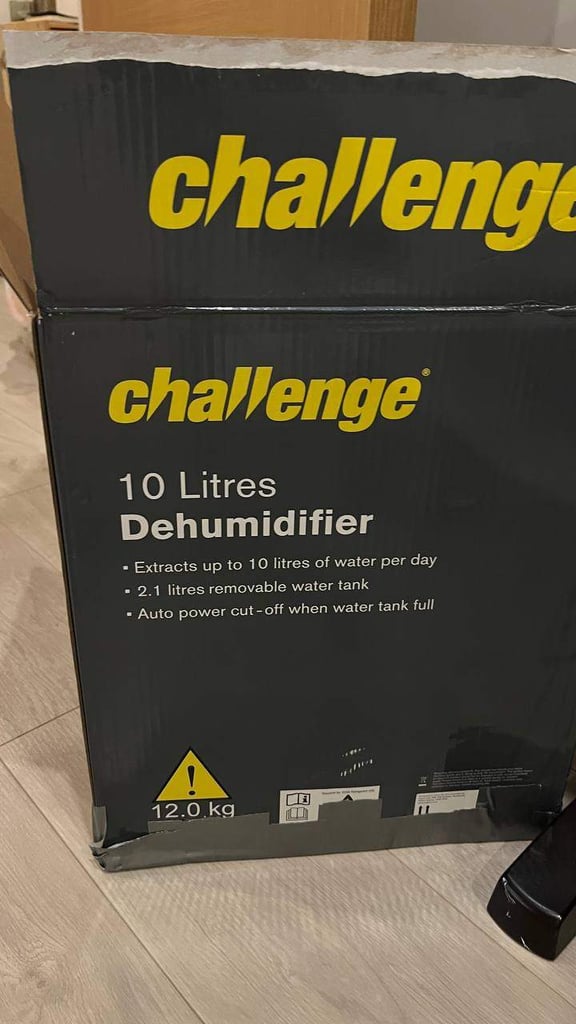 challenge
challenge®
10 Litres
Dehumidifier
▪ Extracts up to 10 litres of water per day
▪ 2.1 litres removable water tank
▪ Auto power cut-off when water tank full
12.0 kg